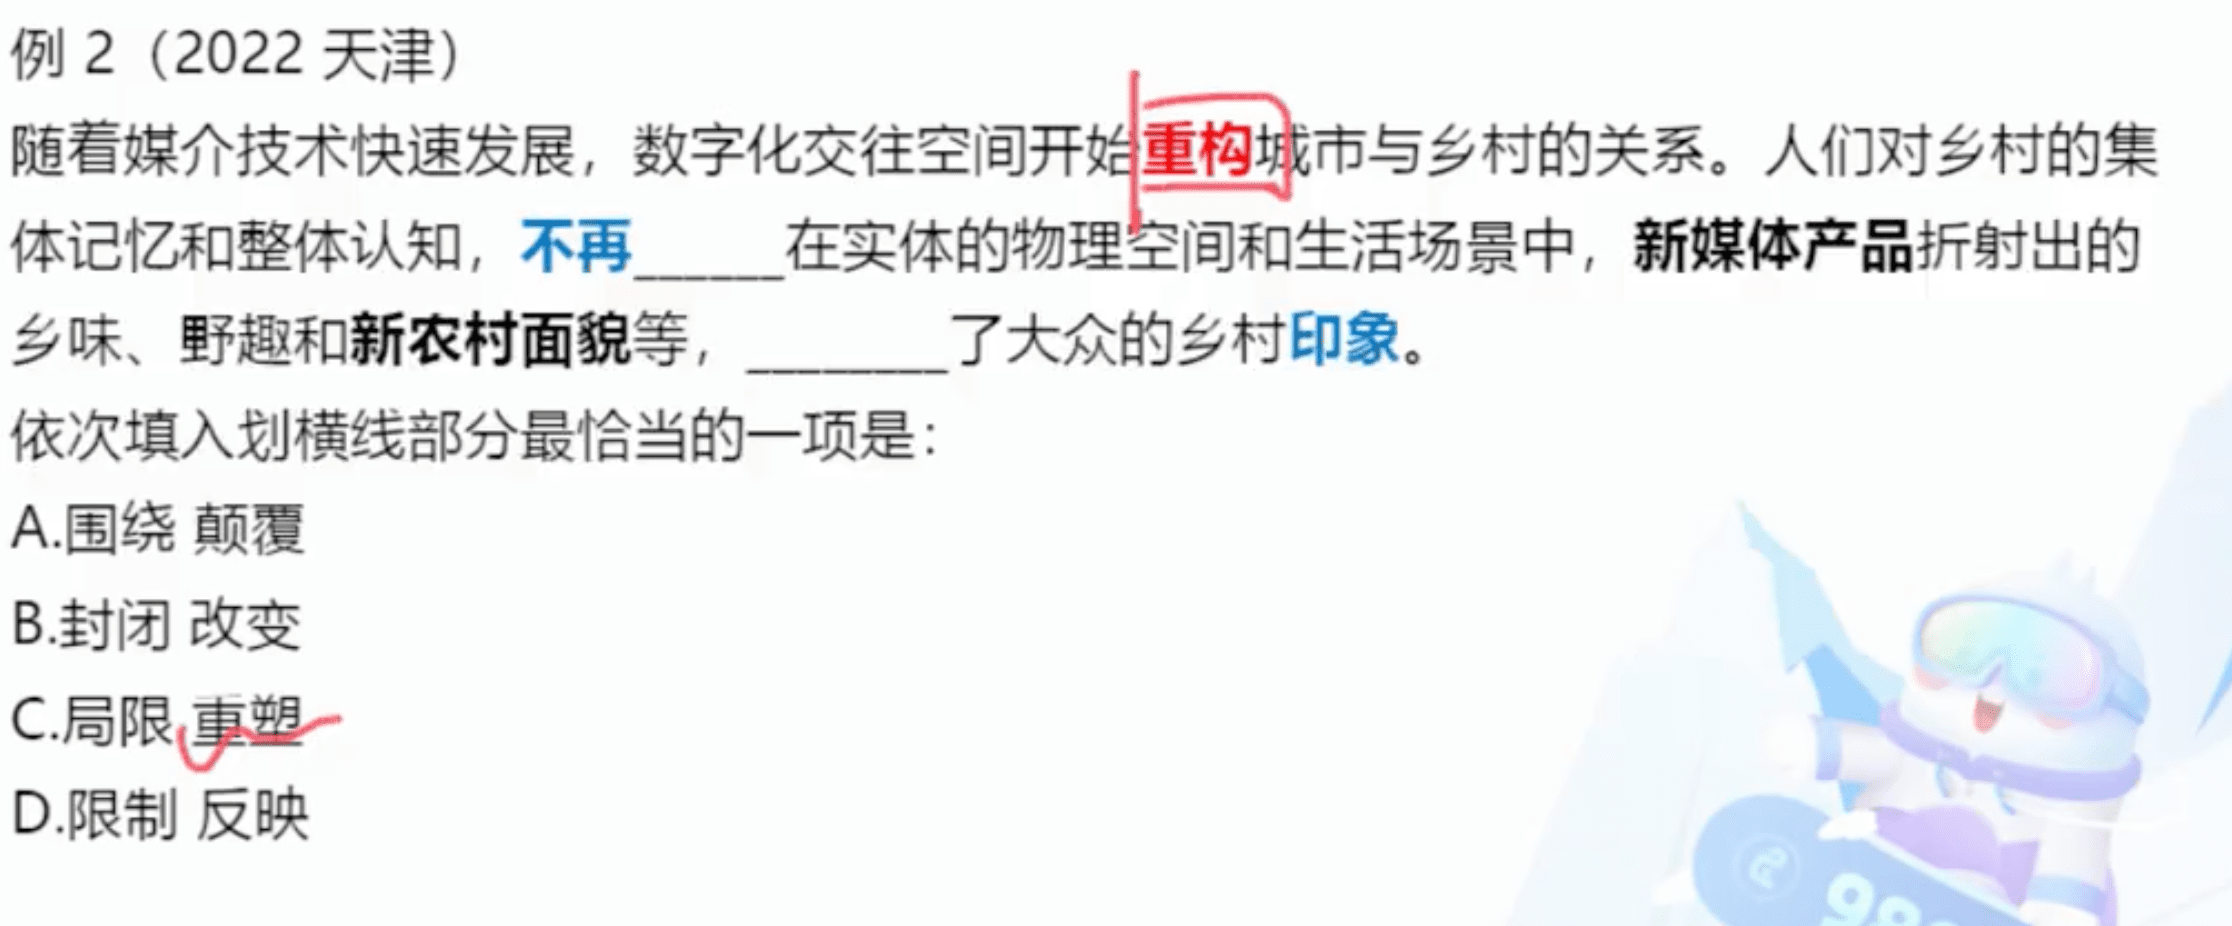 例 2（2022 天津）
随着媒介技术快速发展，数字化交往空间开始重构城市与乡村的关系。人们对乡村的集
体记忆和整体认知，不再______在实体的物理空间和生活场景中，新媒体产品折射出的
乡味、野趣和新农村面貌等，________了大众的乡村印象。
依次填入划横线部分最恰当的一项是：
A.围绕 颠覆
B.封闭 改变
C.局限 重塑
D.限制 反映